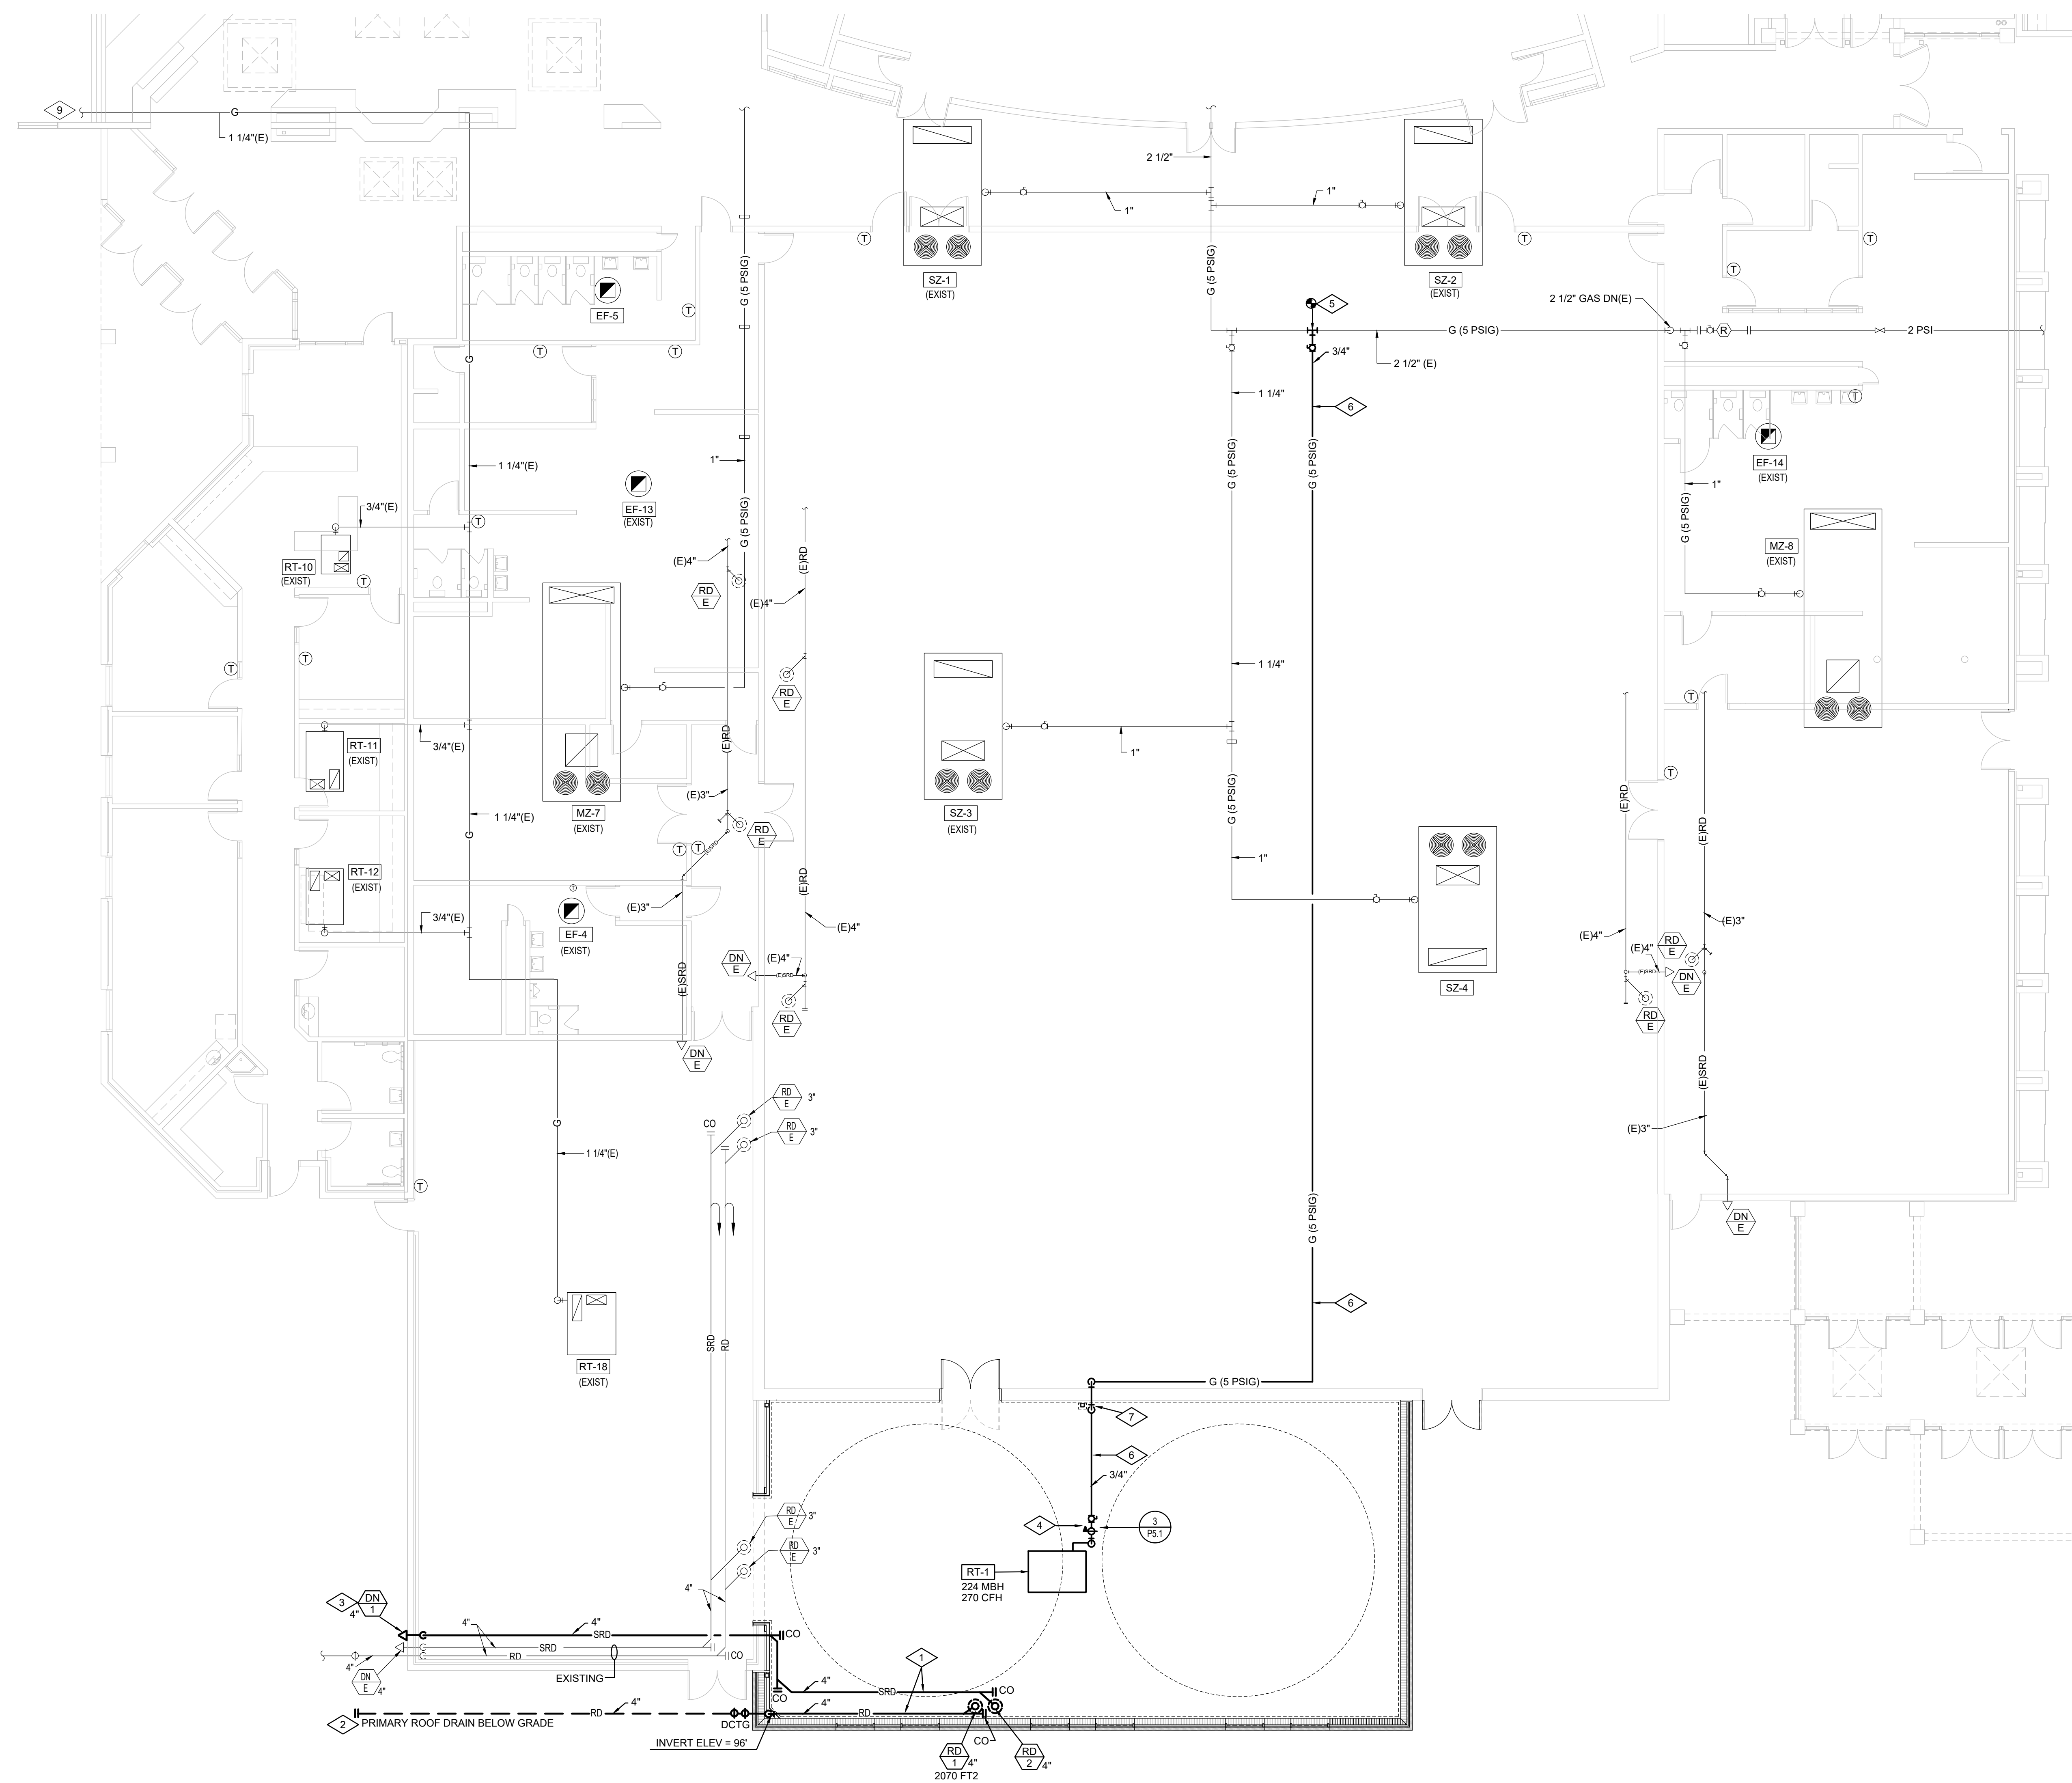 9
G
1 1/4"(E)
2 1/2"
1"
1"
SZ-1
(EXIST)
SZ-2
(EXIST)
T
T
T
T
G (5 PSIG)
G (5 PSIG)
EF-5
T
T
T
5
2 1/2" GAS DN(E)
G (5 PSIG)
R
2 PSI
3/4"
2 1/2" (E)
G
1 1/4"
6
T
1 1/4"(E)
1"
G (5 PSIG)
G (5 PSIG)
G (5 PSIG)
G (5 PSIG)
EF-14
(EXIST)
1"
EF-13
(EXIST)
3/4"(E)
T
RT-10
(EXIST)
T
(E)4"
RD
E
(E)RD
(E)4"
MZ-8
(EXIST)
T
T
RD
E
1 1/4"
T
RT-11
(EXIST)
3/4"(E)
(E)RD
1"
T
(E)3"
MZ-7
(EXIST)
RD
E
SZ-3
(EXIST)
G (5 PSIG)
(E)RD
(E)RD
1 1/4"(E)
G
T
T
(E)SRD
1"
RT-12
(EXIST)
T
(E)RD
(E)3"
3/4"(E)
EF-4
(EXIST)
(E)4"
(E)3"
(E)4"
(E)4"
RD
E
DN
E
(E)4"
(E)SRD
(E)SRD
DN
E
(E)SRD
SZ-4
RD
E
RD
E
DN
E
(E)SRD
RD
E
3"
CO
RD
E
3"
G
1 1/4"(E)
(E)3"
T
DN
E
G (5 PSIG)
6
SRD
RD
RT-18
(EXIST)
G (5 PSIG)
7
6
3/4"
RD
E
3"
4
3
P5.1
RD
E
3"
RT-1
224 MBH
270 CFH
4"
3
DN
1
4"
4"
4"
SRD
CO
SRD
RD
CO
4"
DN
E
4"
EXISTING
1
4"
SRD
CO
CO
4"
RD
4"
RD
2
PRIMARY ROOF DRAIN BELOW GRADE
DCTG
INVERT ELEV = 96'
CO
RD
1
4"
2070 FT2
RD
2
4"